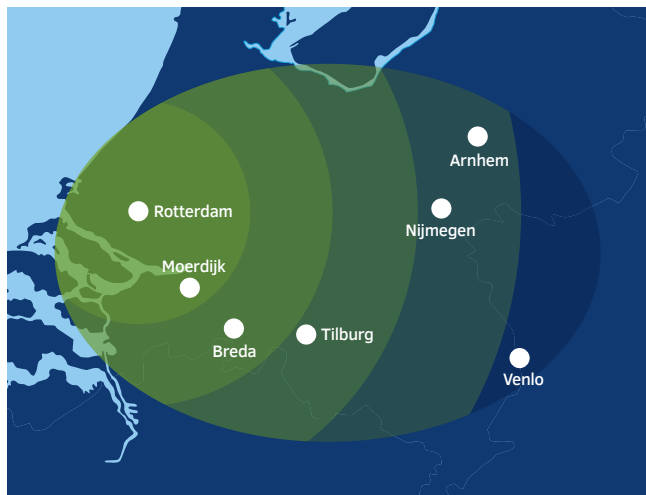 Arnhem
Rotterdam
Nijmegen
Moerdijk
Breda
Tilburg
Venlo